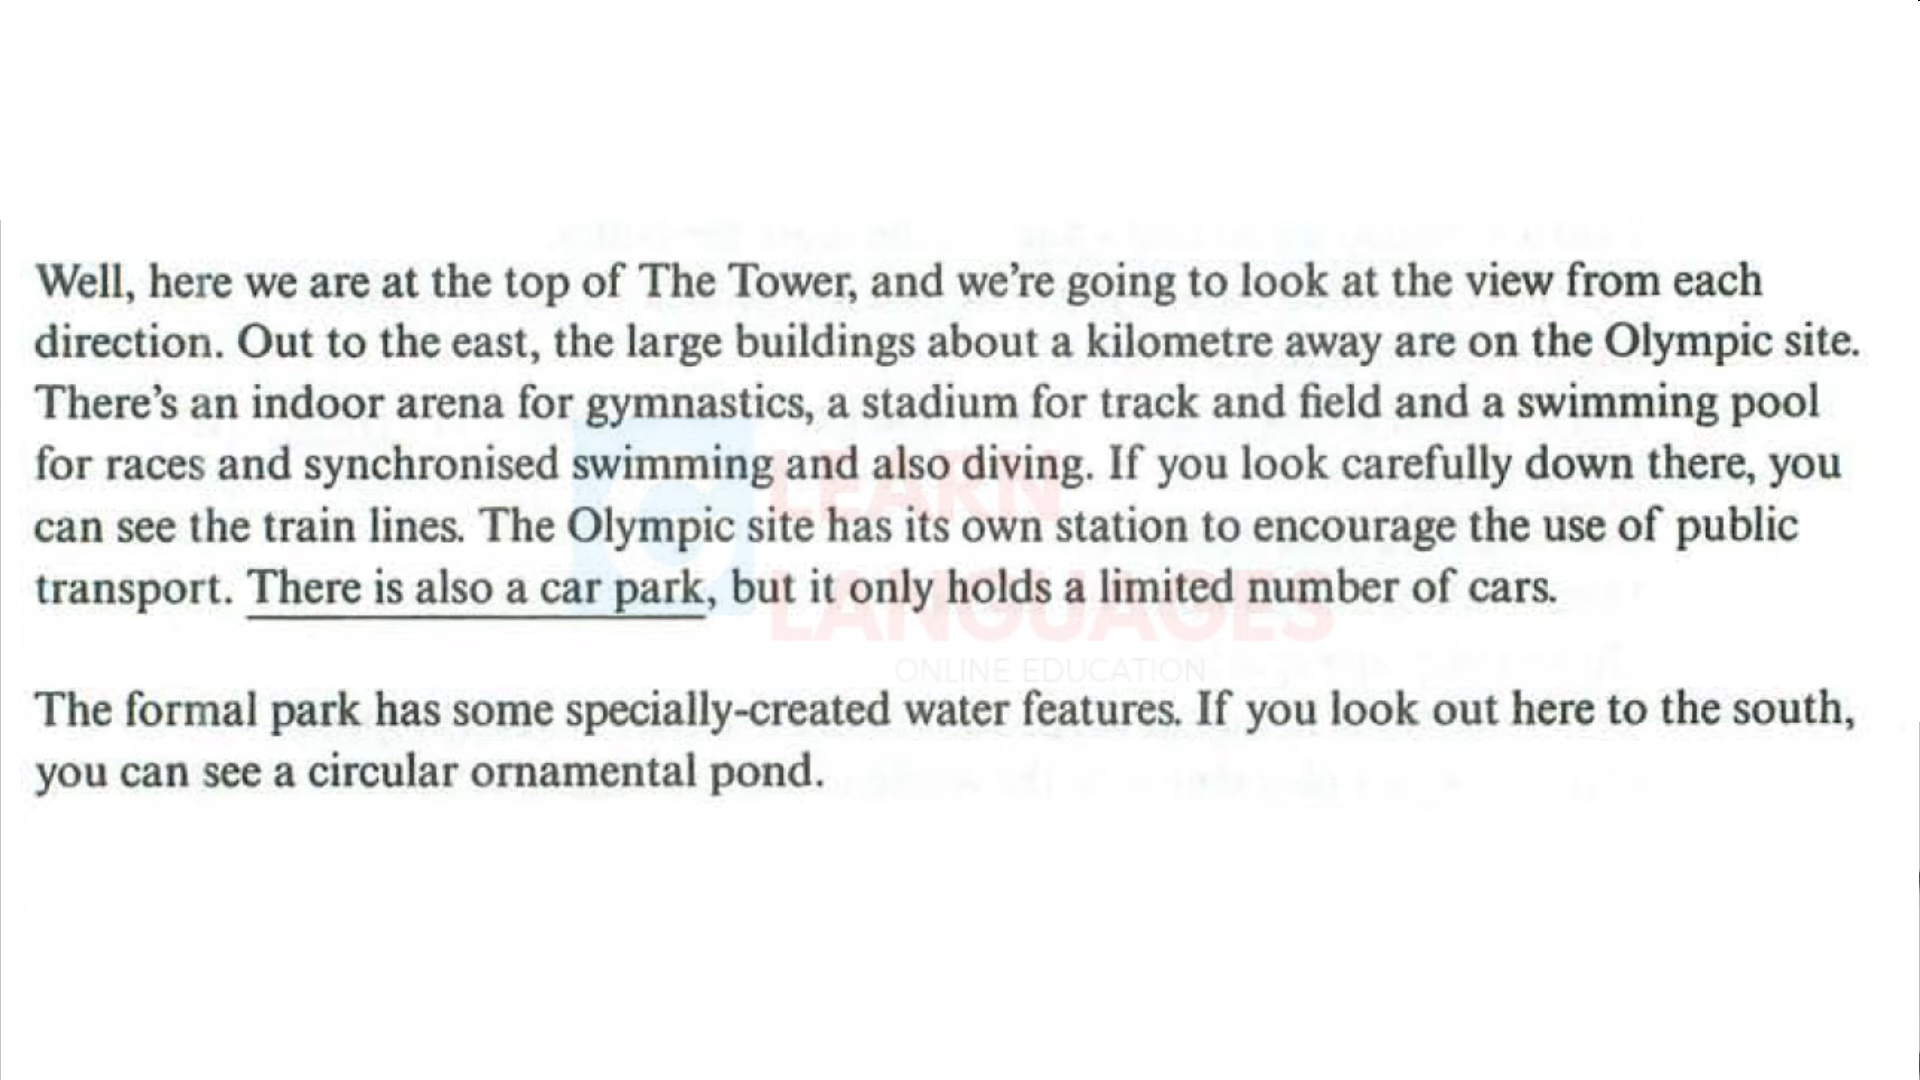 Well, here we are at the top of The Tower, and we're going to look at the view from each
direction. Out to the east, the large buildings about a kilometre away are on the Olympic site.
There's an indoor arena for gymnastics, a stadium for track and field and a swimming pool
for races and synchronised swimming and also diving. If you look carefully down there, you
can see the train lines. The Olympic site has its own station to encourage the use of public
transport. There is also a car park, but it only holds a limited number of cars.
LEARN
LANGUAGES
ONLINE EDUCATION
The formal park has some specially-created water features. If you look out here to the south,
you can see a circular ornamental pond.